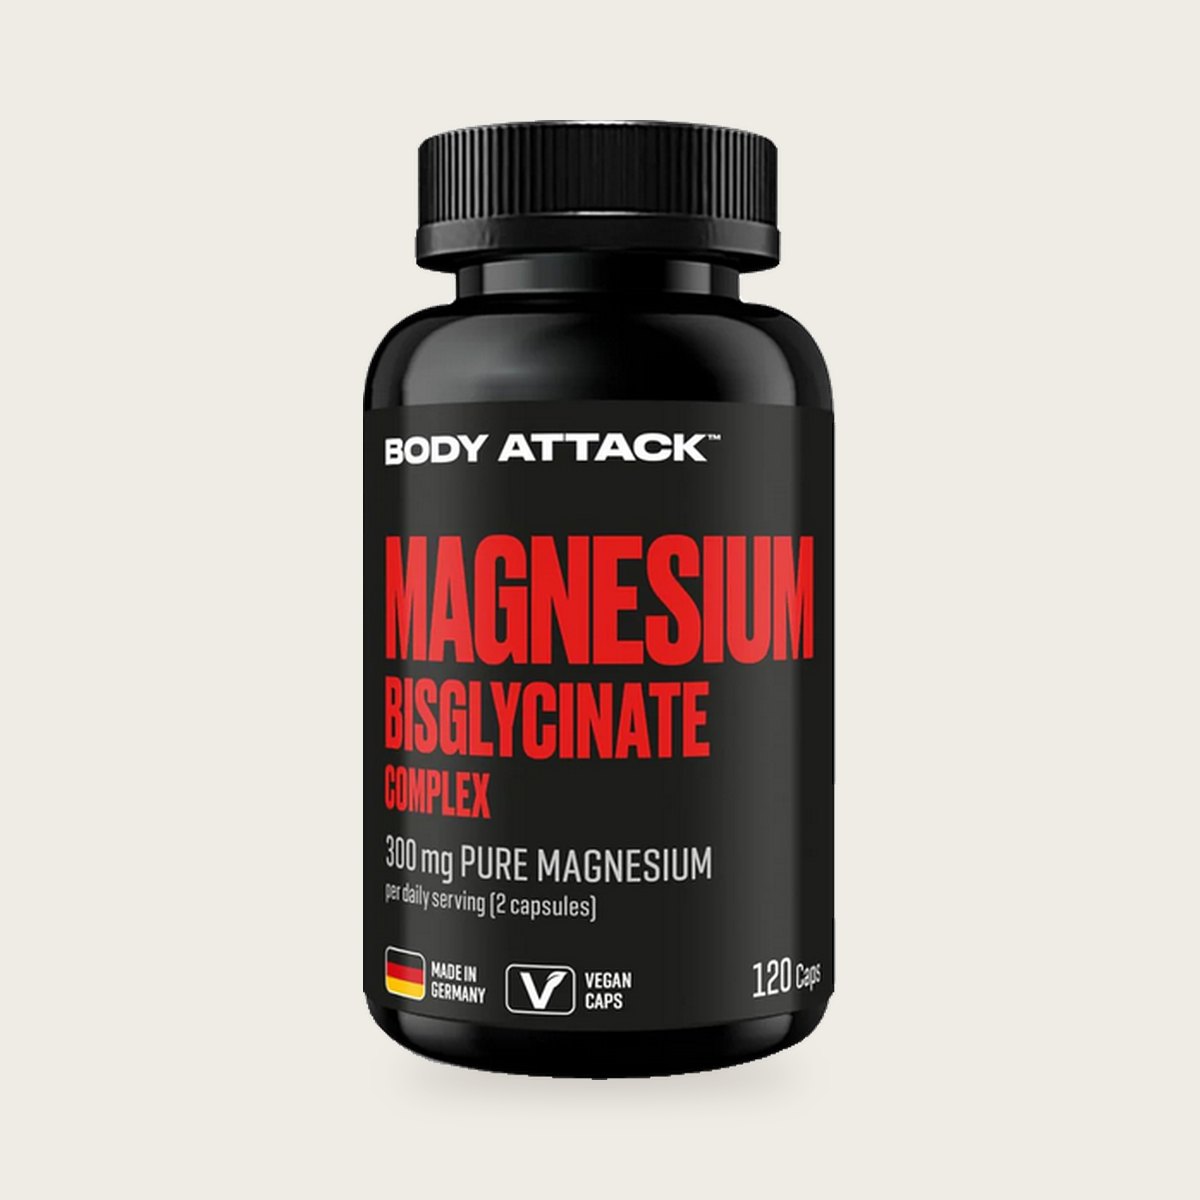 BODY ATTACK™
MAGNESIUM
BISGLYCINATE
COMPLEX
300 mg PURE MAGNESIUM
per daily serving (2 capsules)
MADE IN
GERMANY
VEGAN
CAPS
120 Caps